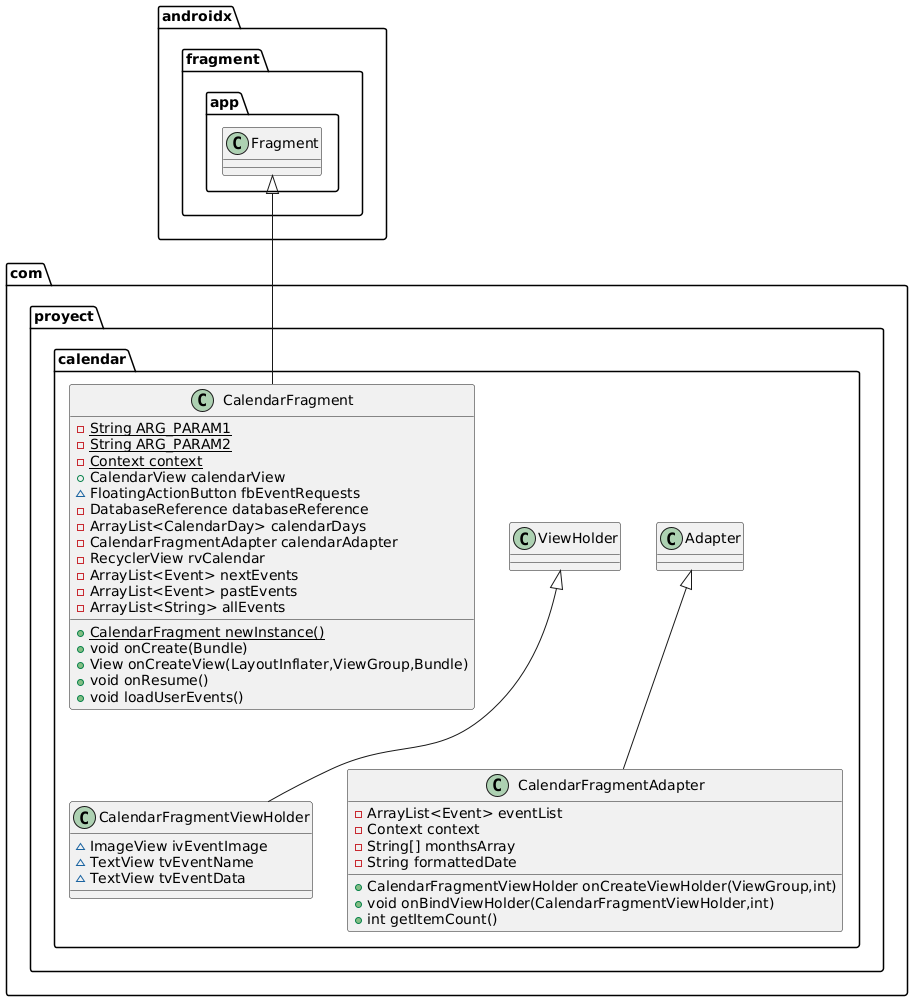 androidx
fragment
app
C Fragment
com
proyect
calendar
C CalendarFragment
String ARG_PARAM1
String ARG_PARAM2
Context context
CalendarView calendarView
FloatingActionButton fbEventRequests
DatabaseReference databaseReference
ArrayList<CalendarDay> calendarDays
CalendarFragmentAdapter calendarAdapter
RecyclerView rvCalendar
ArrayList<Event> nextEvents
ArrayList<Event> pastEvents
ArrayList<String> allEvents
CalendarFragment newInstance()
void onCreate(Bundle)
View onCreateView(LayoutInflater,ViewGroup,Bundle)
void onResume()
void loadUserEvents()
C ViewHolder
C Adapter
C CalendarFragmentViewHolder
ImageView ivEventImage
TextView tvEventName
TextView tvEventData
C CalendarFragmentAdapter
ArrayList<Event> eventList
Context context
String[] monthsArray
String formattedDate
CalendarFragmentViewHolder onCreateViewHolder(ViewGroup,int)
void onBindViewHolder(CalendarFragmentViewHolder,int)
int getItemCount()